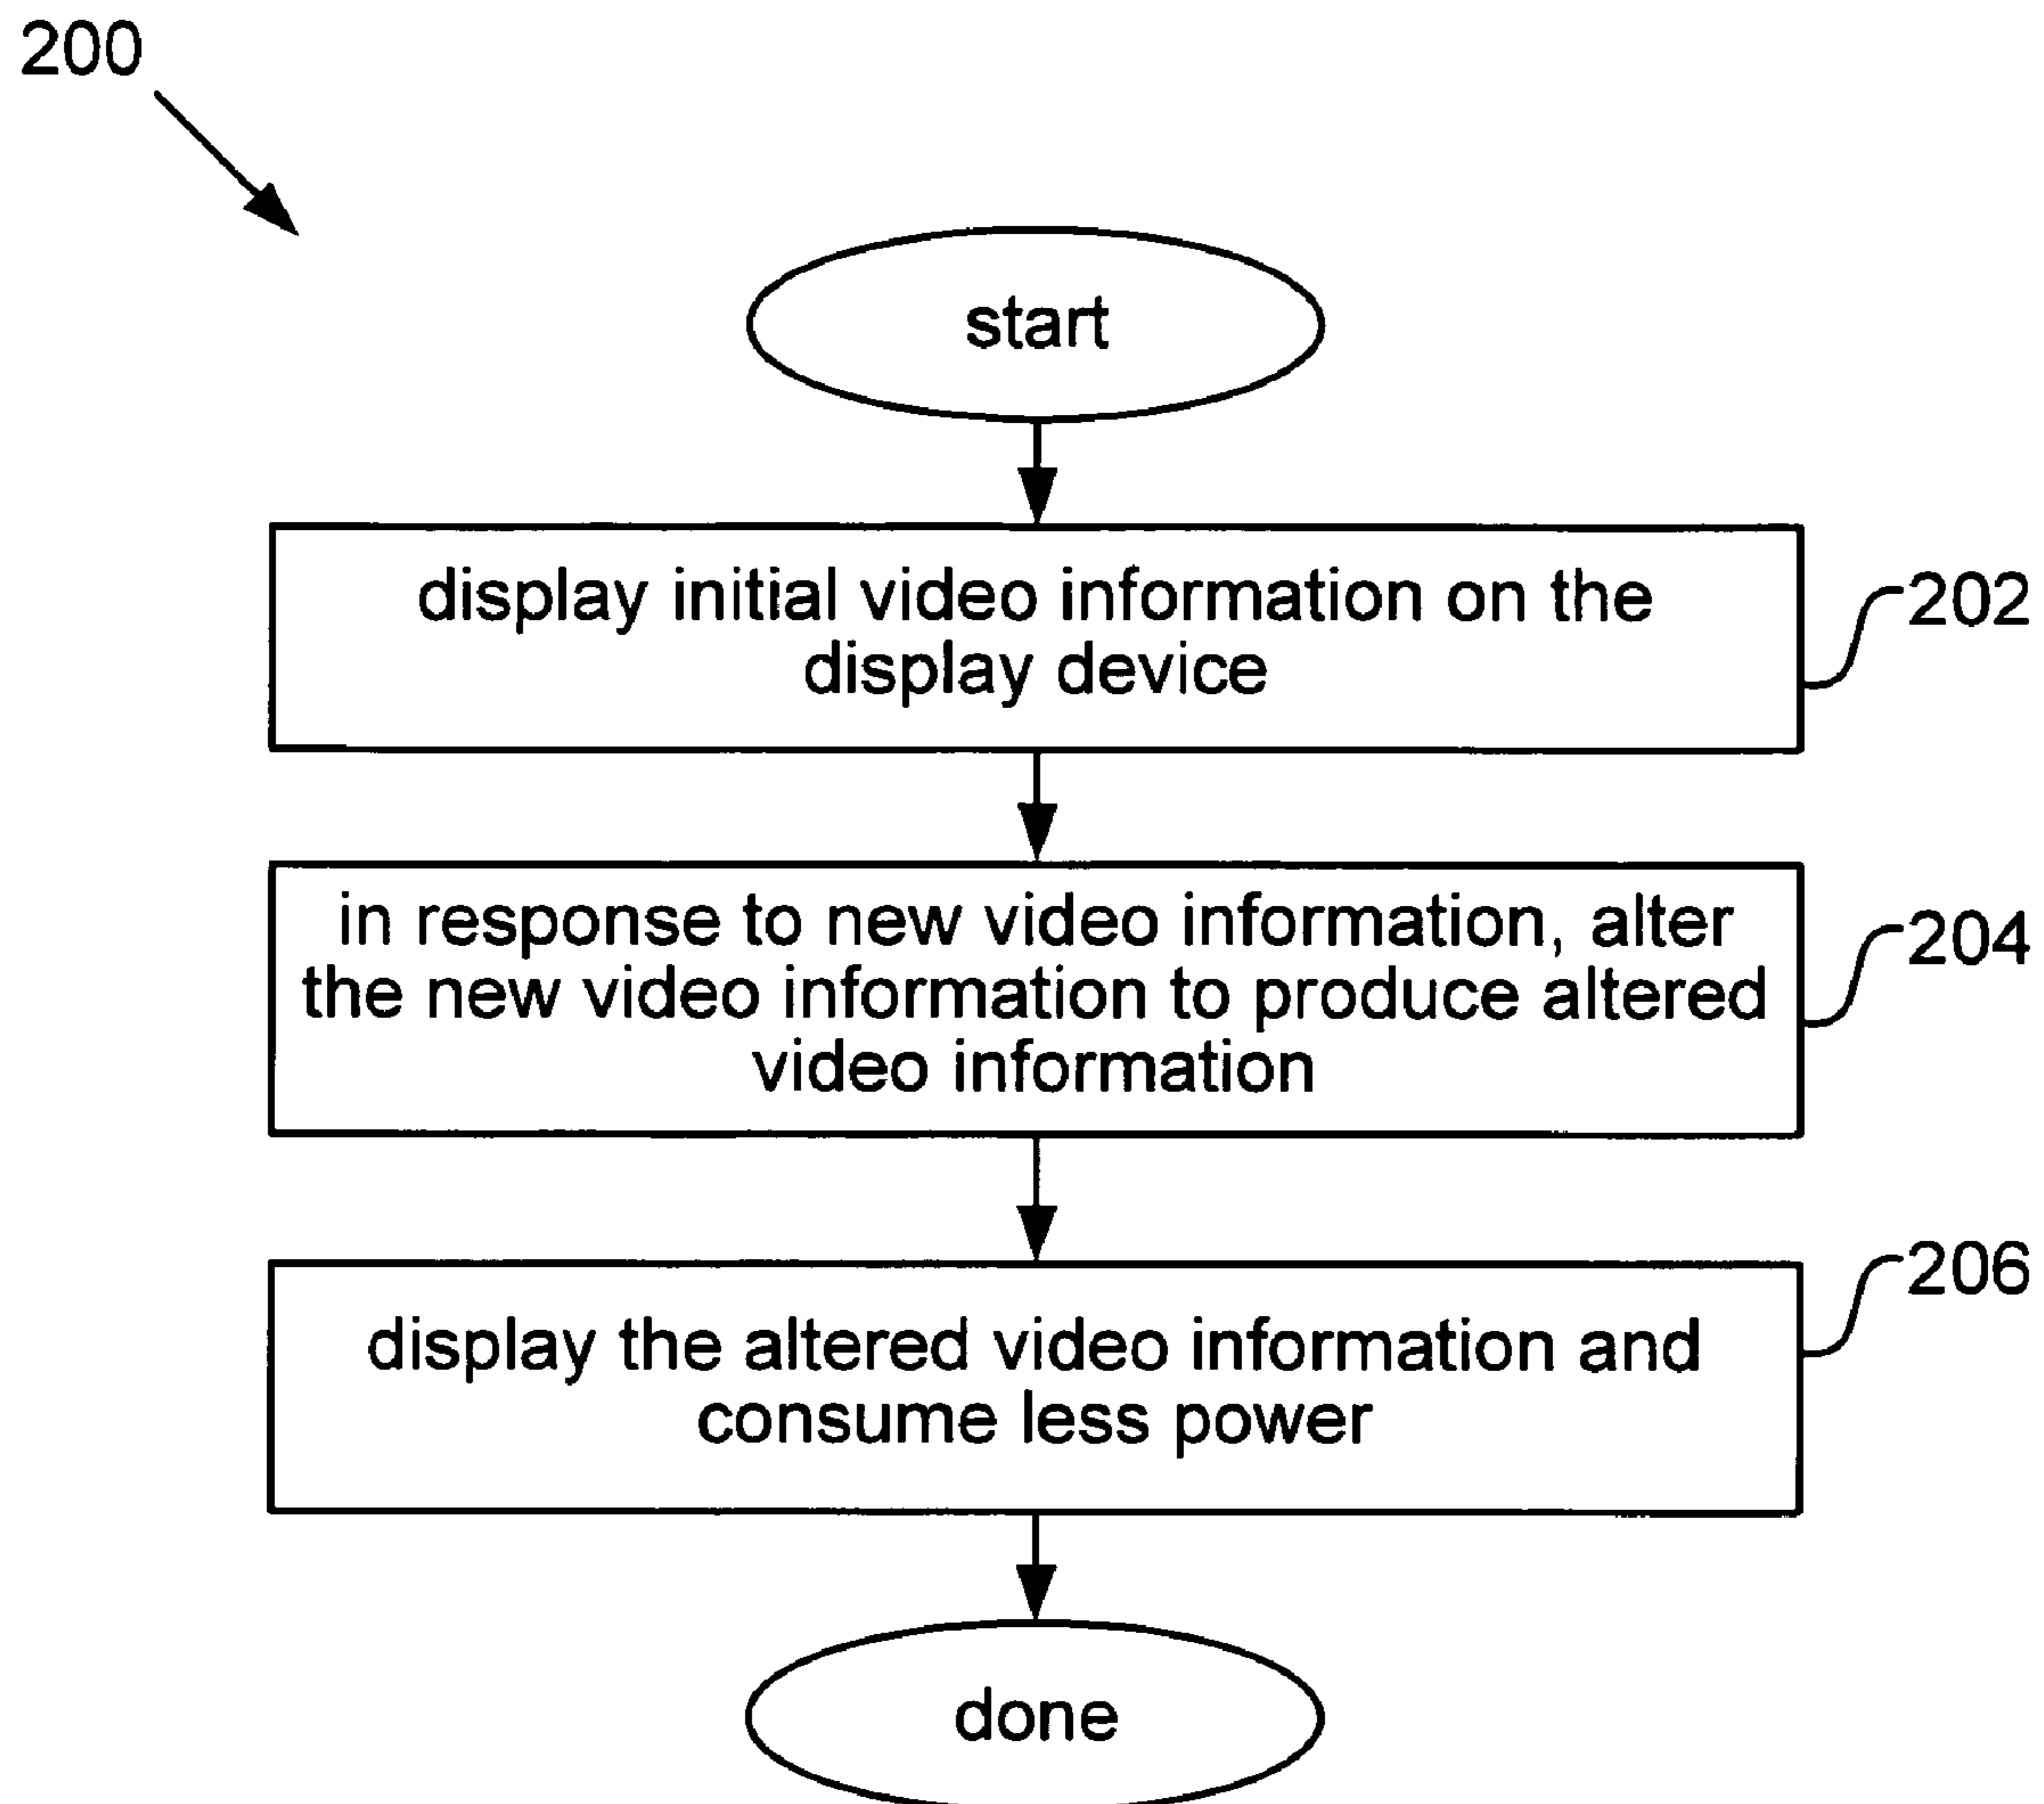 200
start
display initial video information on the
display device
202
in response to new video information, alter
the new video information to produce altered
video information
204
display the altered video information and
consume less power
206
done